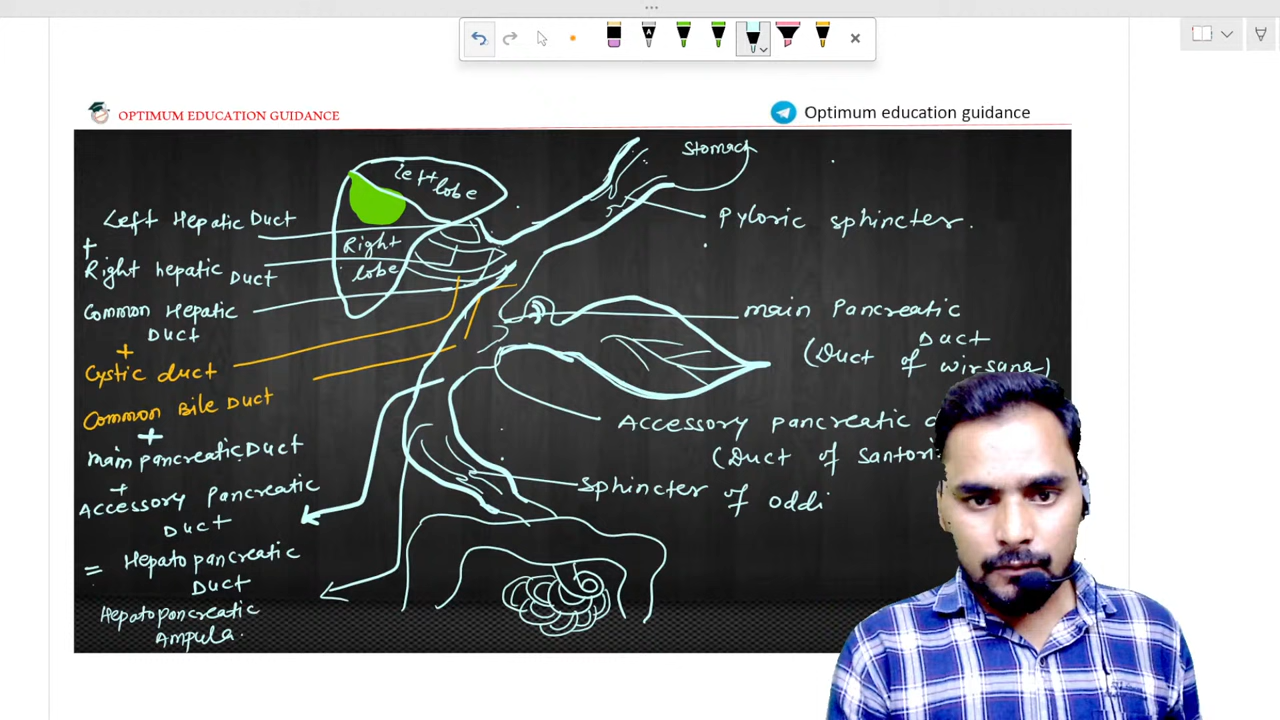 OPTIMUM EDUCATION GUIDANCE
Optimum education guidance
Stomach
Left
lobe
Right
lobe
Pyloric sphincter.
Left Hepatic Duct
+
Right hepatic Duct
Common Hepatic
Duct
+
Cystic duct
Common Bile Duct
+
main pancreatic Duct
+
Accessory Pancreatic
Duct
= Hepato pancreatic
Duct
Hepatopancreatic
Ampula.
main Pancreatic
Duct
(Duct of wirsane)
Accessory pancreatic
(Duct of Santori
Sphincter of oddi